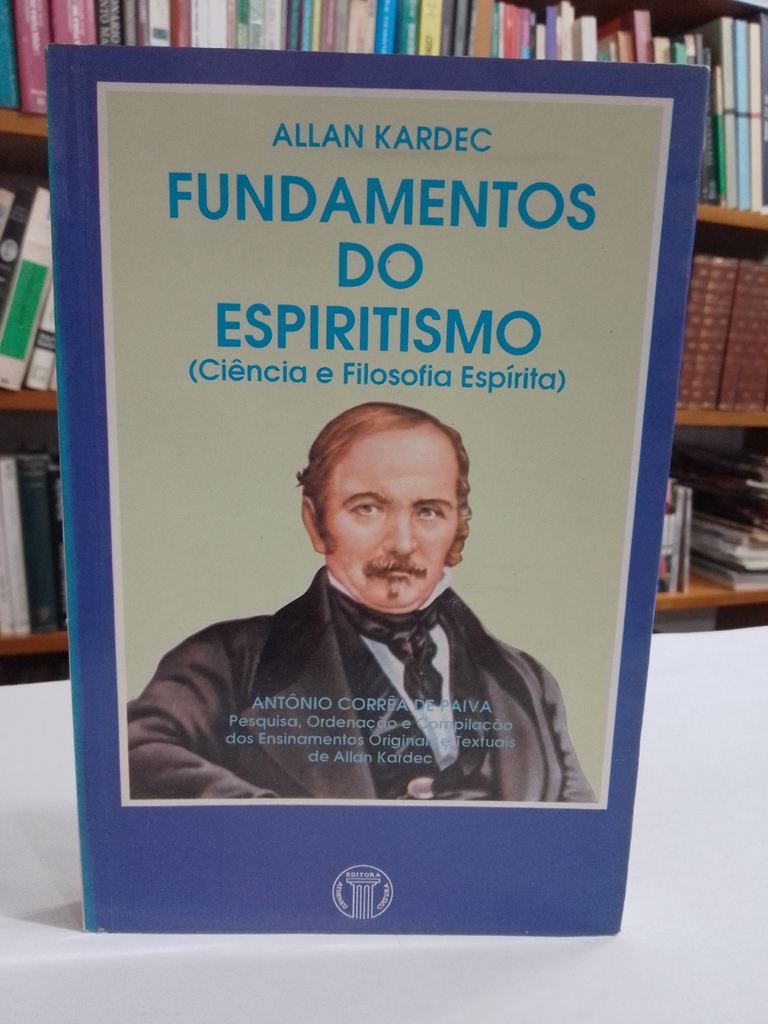 ALLAN KARDEC
FUNDAMENTOS
DO
ESPIRITISMO
(Ciência e Filosofia Espírita)
ANTÔNIO CORRÊA DE PAIVA
Pesquisa, Ordenação e Compilação
dos Ensinamentos Originais e Textuais
de Allan Kardec
EDITORA
CULTURA